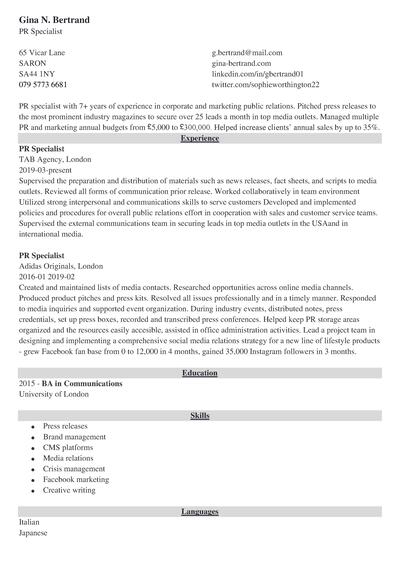 Gina N. Bertrand
PR Specialist
65 Vicar Lane
SARON
SA44 1NY
079 5773 6681
g.bertrand@mail.com
gina-bertrand.com
linkedin.com/in/gbertrand01
twitter.com/sophieworthington22
PR specialist with 7+ years of experience in corporate and marketing public relations. Pitched press releases to
the most prominent industry magazines to secure over 25 leads a month in top media outlets. Managed multiple
PR and marketing annual budgets from £5,000 to £300,000. Helped increase clients' annual sales by up to 35%.
Experience
PR Specialist
TAB Agency, London
2019-03-present
Supervised the preparation and distribution of materials such as news releases, fact sheets, and scripts to media
outlets. Reviewed all forms of communication prior release. Worked collaboratively in team environment
Utilized strong interpersonal and communications skills to serve customers Developed and implemented
policies and procedures for overall public relations effort in cooperation with sales and customer service teams.
Supervised the external communications team in securing leads in top media outlets in the USAand in
international media.
PR Specialist
Adidas Originals, London
2016-01 2019-02
Created and maintained lists of media contacts. Researched opportunities across online media channels.
Produced product pitches and press kits. Resolved all issues professionally and in a timely manner. Responded
to media inquiries and supported event organization. During industry events, distributed notes, press
credentials, set up press boxes, recorded and transcribed press conferences. Helped keep PR storage areas
organized and the resources easily accesible, assisted in office administration activities. Lead a project team in
designing and implementing a comprehensive social media relations strategy for a new line of lifestyle products
- grew Facebook fan base from 0 to 12,000 in 4 months, gained 35,000 Instagram followers in 3 months.
Education
2015 - BA in Communications
University of London
Skills
● Press releases
● Brand management
● CMS platforms
● Media relations
● Crisis management
● Facebook marketing
● Creative writing
Languages
Italian
Japanese